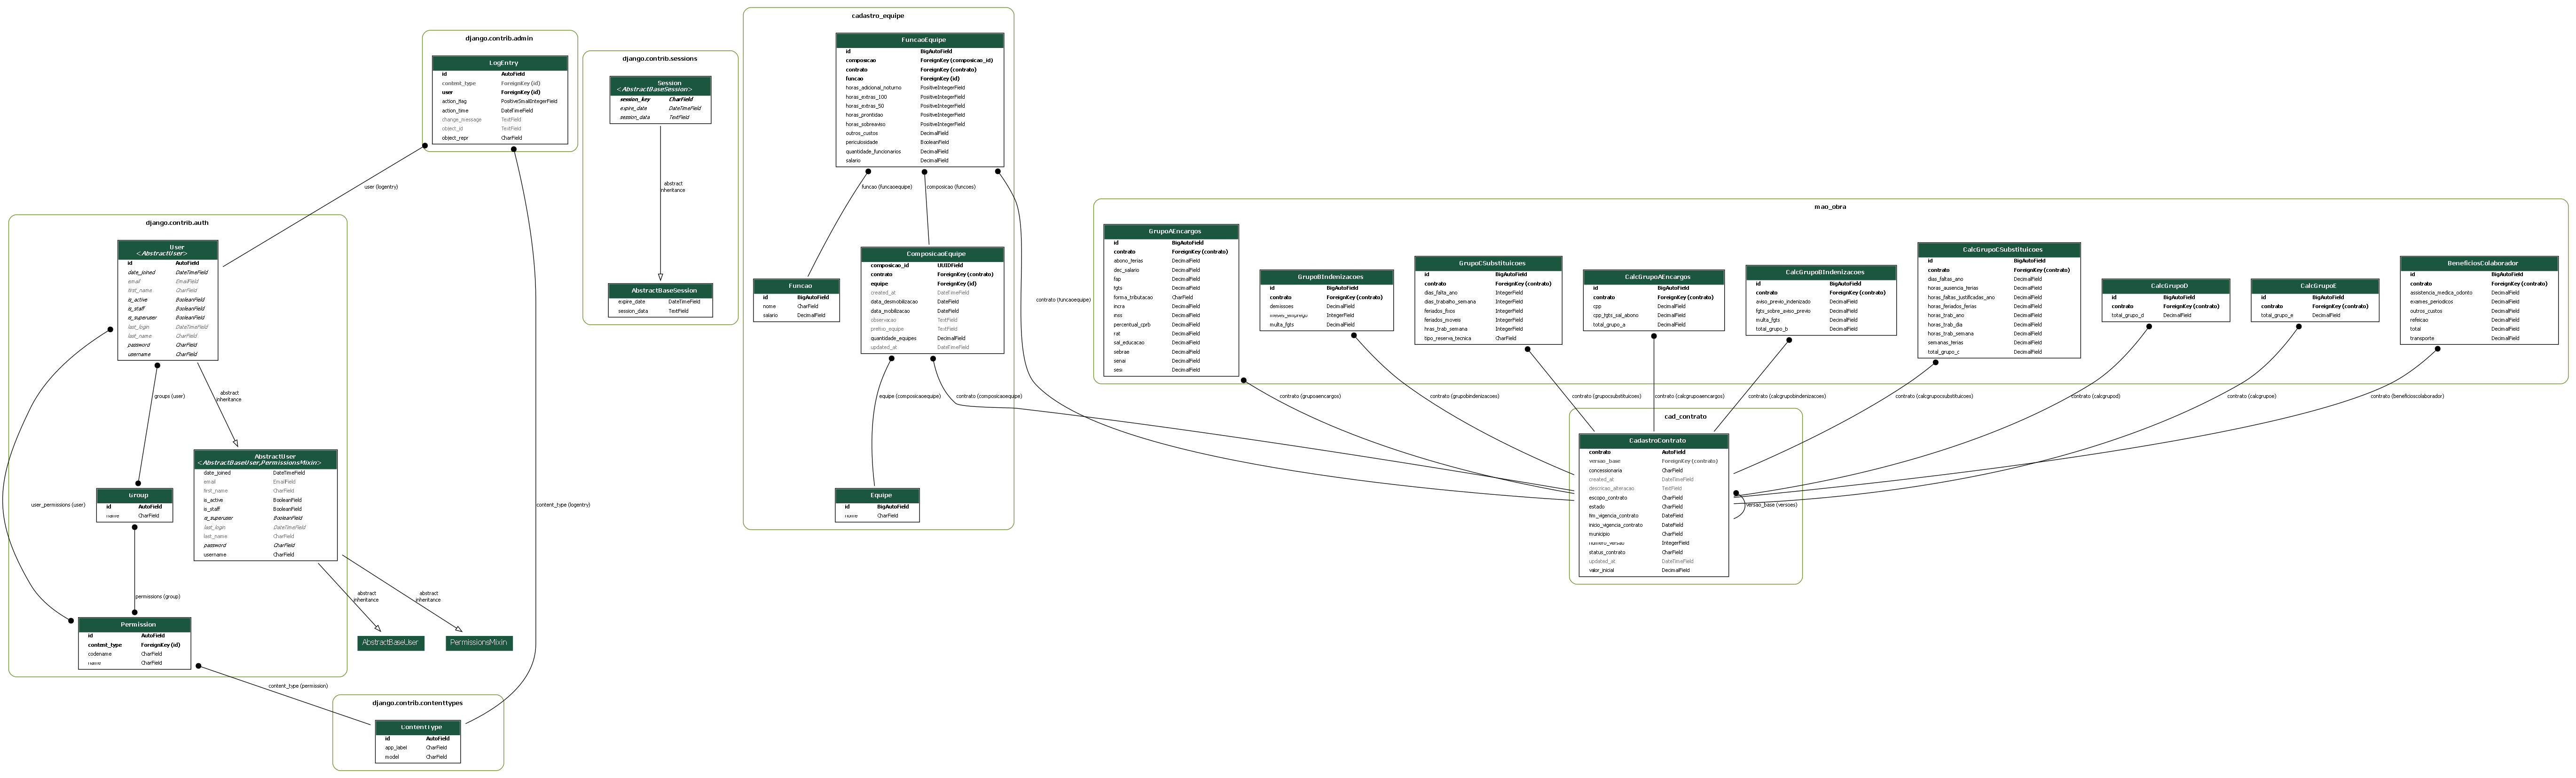 cadastro_equipe
FuncaoEquipe
id BigAutoField
composicao ForeignKey (composicao_id)
contrato ForeignKey (contrato)
funcao ForeignKey (id)
horas_adicional_noturno PositiveIntegerField
horas_extras_100 PositiveIntegerField
horas_extras_50 PositiveIntegerField
horas_prontidao PositiveIntegerField
horas_sobreaviso PositiveIntegerField
outros_custos DecimalField
periculosidade BooleanField
quantidade_funcionarios DecimalField
salario DecimalField
funcao (funcaoequipe)
composicao (funcoes)
contrato (funcaoequipe)
Funcao
id BigAutoField
nome CharField
salario DecimalField
ComposicaoEquipe
composicao_id UUIDField
contrato ForeignKey (contrato)
equipe ForeignKey (id)
created_at DateTimeField
data_desmobilizacao DateField
data_mobilizacao DateField
observacao TextField
prefixo_equipe TextField
quantidade_equipes DecimalField
updated_at DateTimeField
equipe (composicaoequipe)
contrato (composicaoequipe)
Equipe
id BigAutoField
nome CharField
django.contrib.admin
LogEntry
id AutoField
content_type ForeignKey (id)
user ForeignKey (id)
action_flag PositiveSmallIntegerField
action_time DateTimeField
change_message TextField
object_id TextField
object_repr CharField
user (logentry)
content_type (logentry)
django.contrib.sessions
Session
<AbstractBaseSession>
session_key CharField
expire_date DateTimeField
session_data TextField
abstract
inheritance
AbstractBaseSession
expire_date DateTimeField
session_data TextField
django.contrib.auth
User
<AbstractUser>
id AutoField
date_joined DateTimeField
email EmailField
first_name CharField
is_active BooleanField
is_staff BooleanField
is_superuser BooleanField
last_login DateTimeField
last_name CharField
password CharField
username CharField
groups (user)
abstract
inheritance
user_permissions (user)
AbstractUser
<AbstractBaseUser,PermissionsMixin>
date_joined DateTimeField
email EmailField
first_name CharField
is_active BooleanField
is_staff BooleanField
is_superuser BooleanField
last_login DateTimeField
last_name CharField
password CharField
username CharField
Group
id AutoField
name CharField
permissions (group)
abstract
inheritance
abstract
inheritance
Permission
id AutoField
content_type ForeignKey (id)
codename CharField
name CharField
AbstractBaseUser
PermissionsMixin
content_type (permission)
django.contrib.contenttypes
ContentType
id AutoField
app_label CharField
model CharField
mao_obra
GrupoAEncargos
id BigAutoField
contrato ForeignKey (contrato)
abono_ferias DecimalField
dec_salario DecimalField
fap DecimalField
fgts DecimalField
forma_tributacao CharField
incra DecimalField
inss DecimalField
percentual_cprb DecimalField
rat DecimalField
sal_educacao DecimalField
sebrae DecimalField
senai DecimalField
sesi DecimalField
GrupoBIndenizacoes
id BigAutoField
contrato ForeignKey (contrato)
demissoes DecimalField
meses_emprego IntegerField
multa_fgts DecimalField
GrupoCSubstituicoes
id BigAutoField
contrato ForeignKey (contrato)
dias_falta_ano IntegerField
dias_trabalho_semana IntegerField
feriados_fixos IntegerField
feriados_moveis IntegerField
hras_trab_semana IntegerField
tipo_reserva_tecnica CharField
CalcGrupoAEncargos
id BigAutoField
contrato ForeignKey (contrato)
cpp DecimalField
cpp_fgts_sal_abono DecimalField
total_grupo_a DecimalField
CalcGrupoBIndenizacoes
id BigAutoField
contrato ForeignKey (contrato)
aviso_previo_indenizado DecimalField
fgts_sobre_aviso_previo DecimalField
multa_fgts DecimalField
total_grupo_b DecimalField
CalcGrupoCSubstituicoes
id BigAutoField
contrato ForeignKey (contrato)
dias_faltas_ano DecimalField
horas_ausencia_ferias DecimalField
horas_faltas_justificadas_ano DecimalField
horas_feriados_ferias DecimalField
horas_trab_ano DecimalField
horas_trab_dia DecimalField
horas_trab_semana DecimalField
semanas_ferias DecimalField
total_grupo_c DecimalField
CalcGrupoD
id BigAutoField
contrato ForeignKey (contrato)
total_grupo_d DecimalField
CalcGrupoE
id BigAutoField
contrato ForeignKey (contrato)
total_grupo_e DecimalField
BeneficiosColaborador
id BigAutoField
contrato ForeignKey (contrato)
assistencia_medica_odonto DecimalField
exames_periodicos DecimalField
outros_custos DecimalField
refeicao DecimalField
total DecimalField
transporte DecimalField
contrato (grupoaencargos)
contrato (grupobindenizacoes)
contrato (grupocsubstituicoes)
contrato (calcgrupoaencargos)
contrato (calcgrupobindenizacoes)
contrato (calcgrupocsubstituicoes)
contrato (calcgrupod)
contrato (calcgrupoe)
contrato (beneficioscolaborador)
cad_contrato
CadastroContrato
contrato AutoField
versao_base ForeignKey (contrato)
concessionaria CharField
created_at DateTimeField
descricao_alteracao TextField
escopo_contrato CharField
estado CharField
fim_vigencia_contrato DateField
inicio_vigencia_contrato DateField
municipio CharField
numero_versao IntegerField
status_contrato CharField
updated_at DateTimeField
valor_inicial DecimalField
versao_base (versoes)